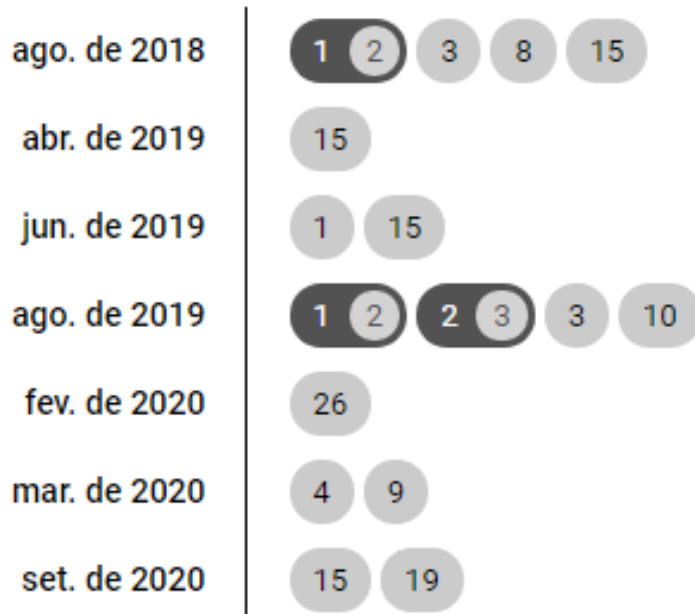 ago. de 2018 1 2 3 8 15
abr. de 2019 15
jun. de 2019 1 15
ago. de 2019 1 2 2 3 3 10
fev. de 2020 26
mar. de 2020 4 9
set. de 2020 15 19